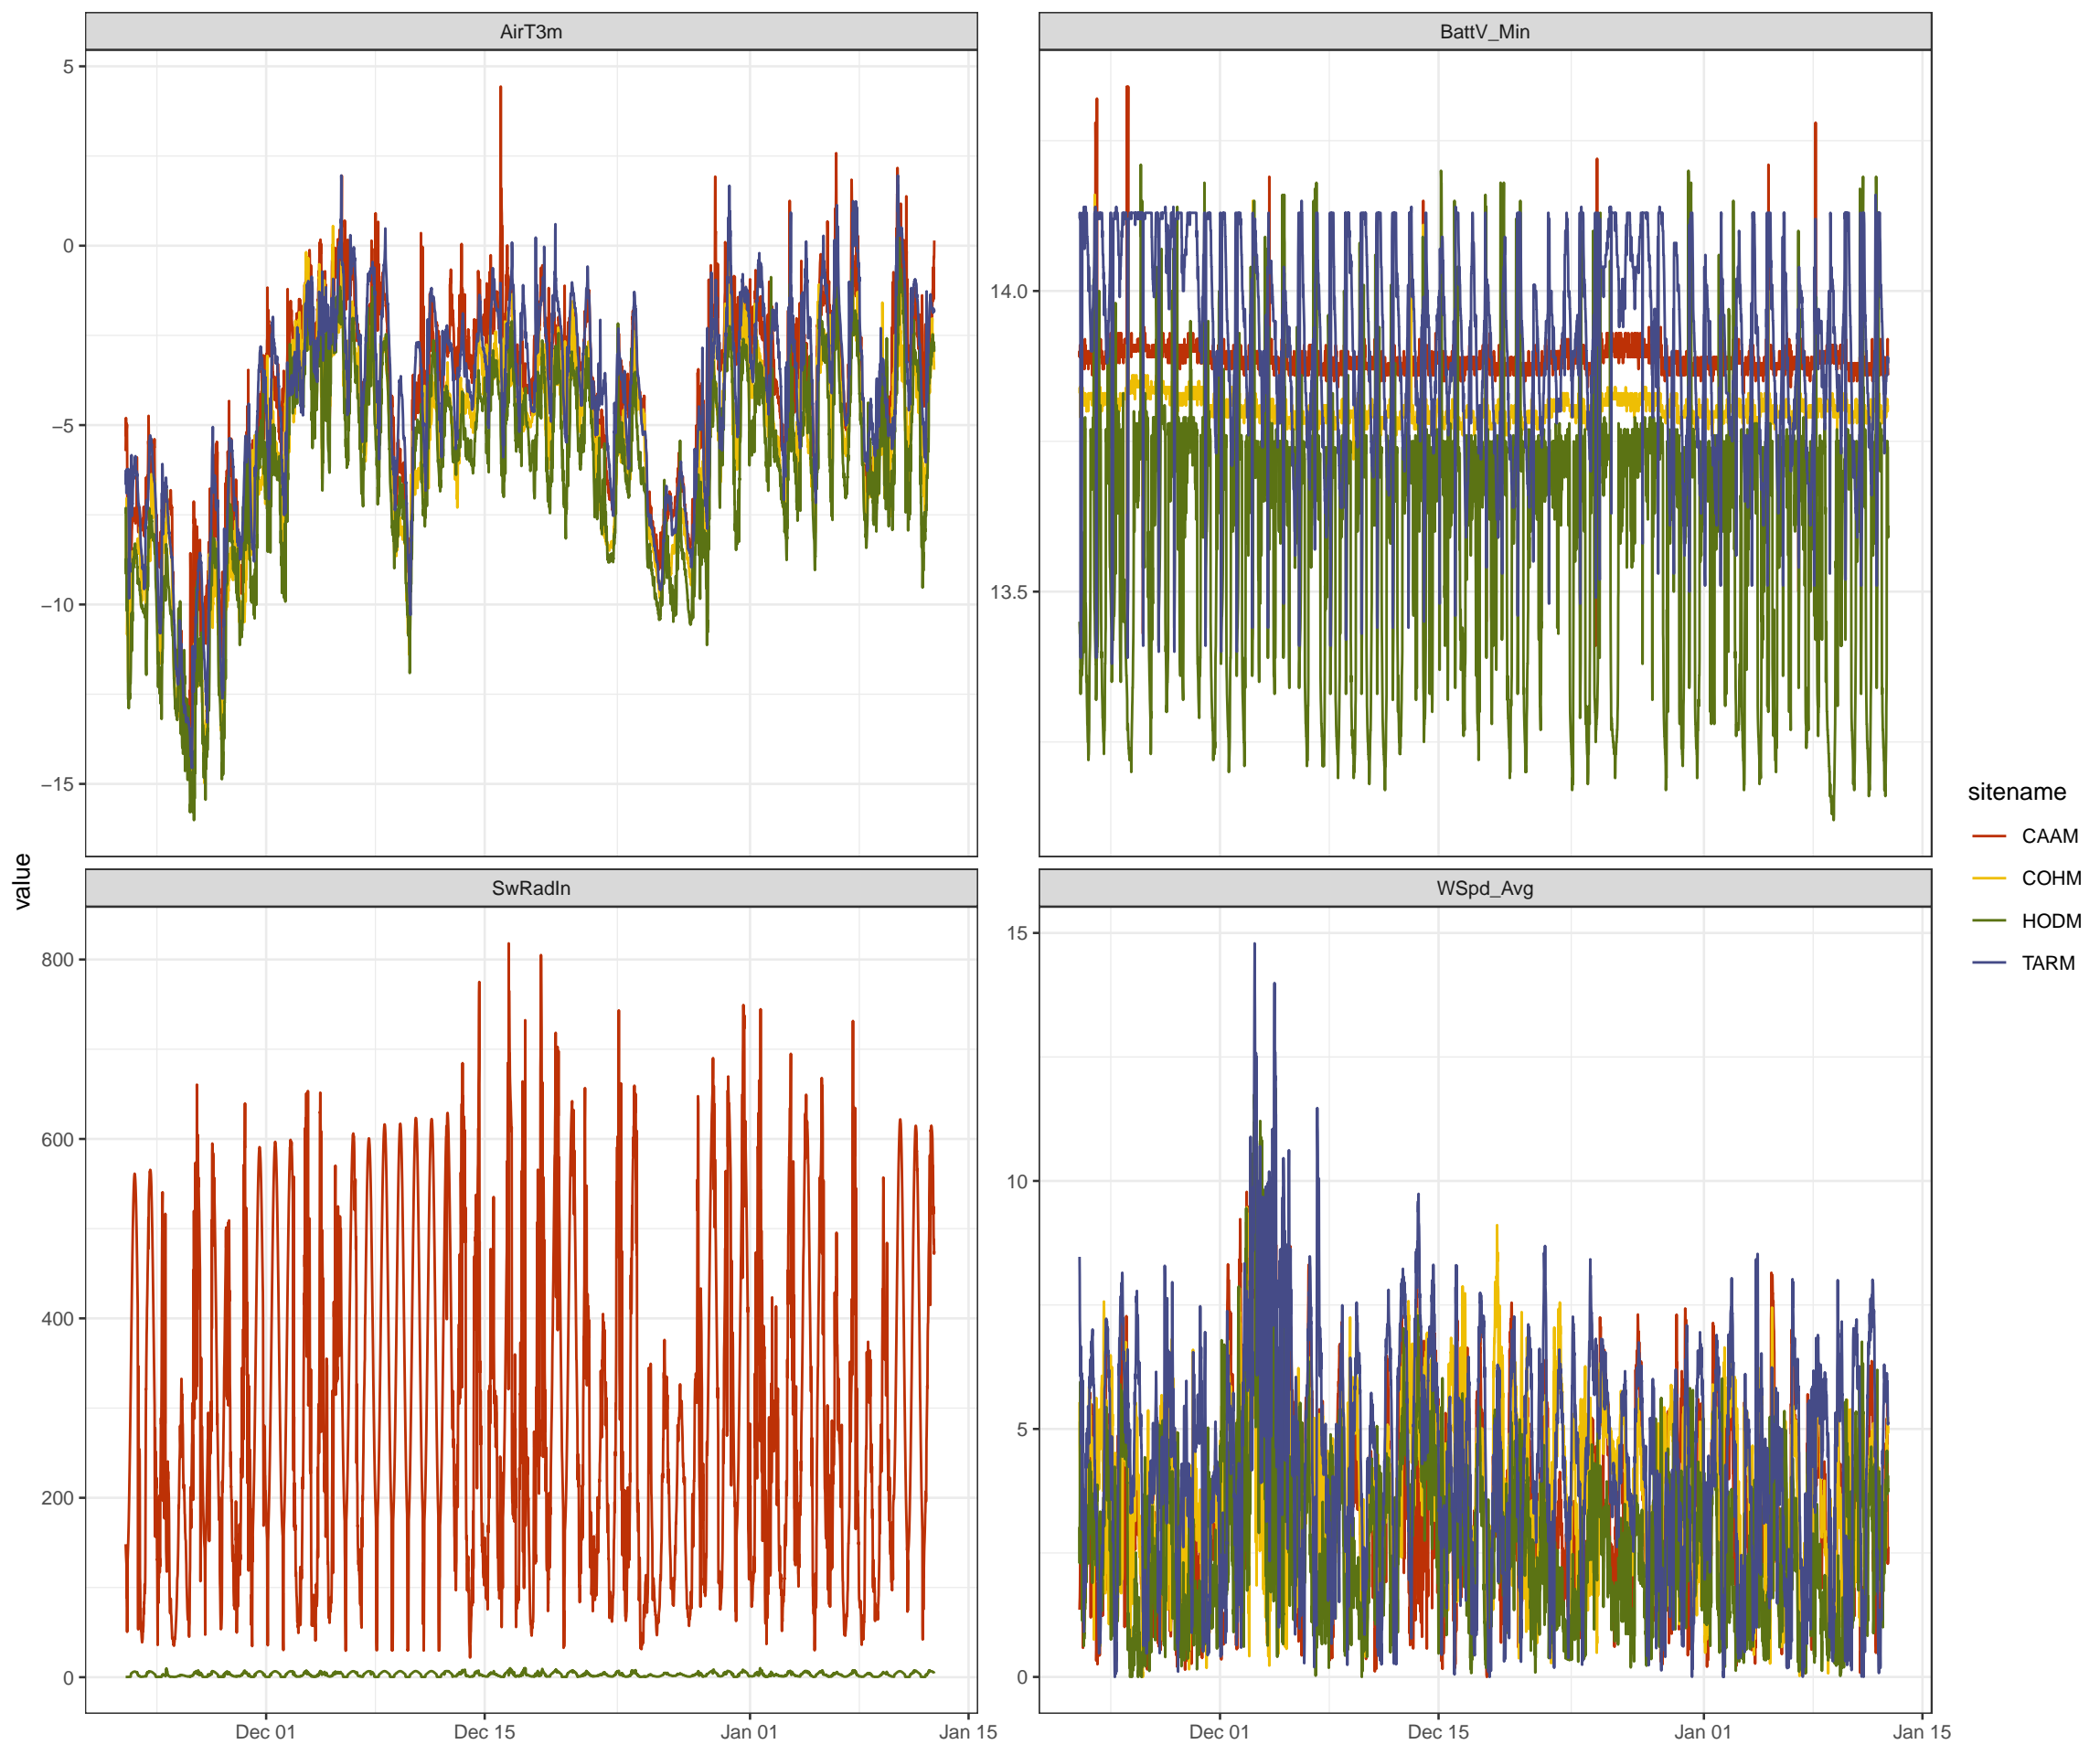 AirT3m
BattV_Min
5
0
−5
−10
−15
14.0
13.5
value
SwRadIn
WSpd_Avg
800
600
400
200
0
15
10
5
0
Dec 01
Dec 15
Jan 01
Jan 15
Dec 01
Dec 15
Jan 01
Jan 15
sitename
CAAM
COHM
HODM
TARM